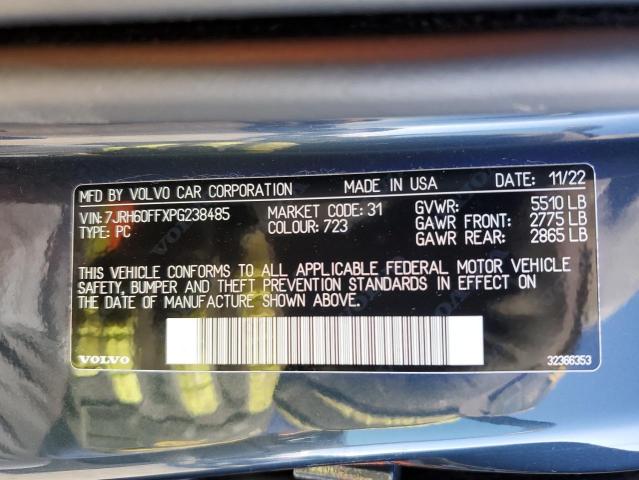 MFD BY VOLVO CAR CORPORATION MADE IN USA DATE: 11/22
VIN: 7JRH60FFXPG238485 MARKET CODE: 31 GVWR: 5510 LB
TYPE: PC COLOUR: 723 GAWR FRONT: 2775 LB
GAWR REAR: 2865 LB
THIS VEHICLE CONFORMS TO ALL APPLICABLE FEDERAL MOTOR VEHICLE
SAFETY, BUMPER AND THEFT PREVENTION STANDARDS IN EFFECT ON
THE DATE OF MANUFACTURE SHOWN ABOVE.
VOLVO 32366353